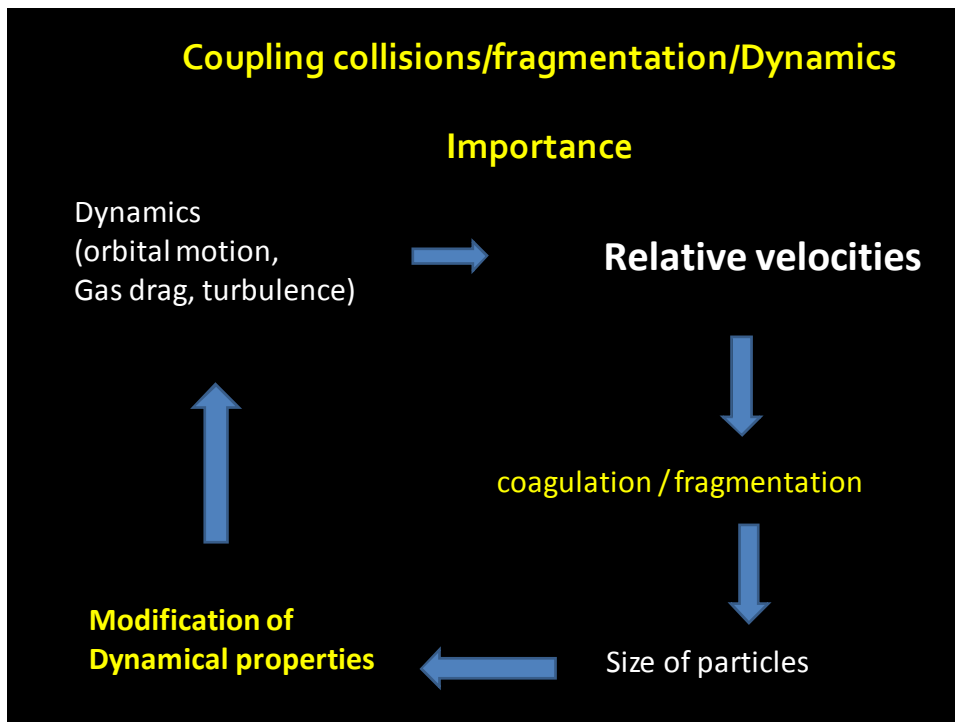 Coupling collisions/fragmentation/Dynamics
Importance
Dynamics
(orbital motion,
Gas drag, turbulence)
Relative velocities
coagulation / fragmentation
Size of particles
Modification of
Dynamical properties